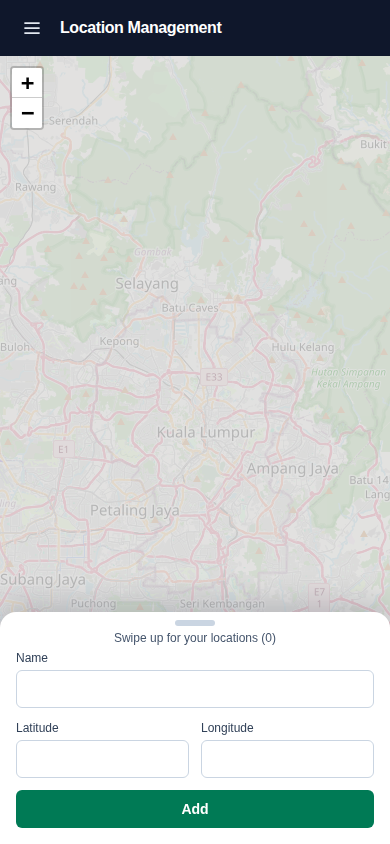 Location Management
+
−
Serendah
Bukit
Rawang
Gombak
ang
Selayang
Batu Caves
Buloh
Kepong
Hulu Kelang
Hutan Simpanan
Kekal Ampang
E33
Kuala Lumpur
E1
Ampang Jaya
Batu 14
Lang
Petaling Jaya
Subang Jaya
Puchong
Seri Kembangan
E7
1
Swipe up for your locations (0)
Name
Latitude
Longitude
Add